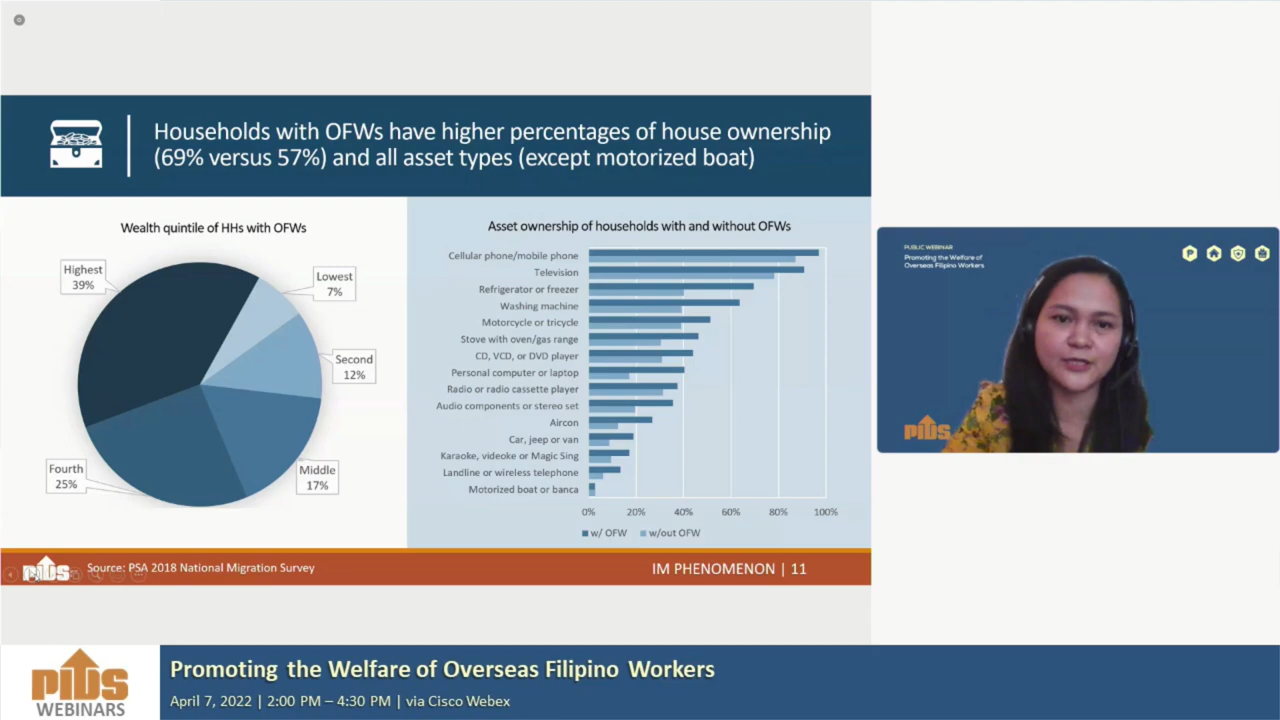 Households with OFWs have higher percentages of house ownership
(69% versus 57%) and all asset types (except motorized boat)
Wealth quintile of HHs with OFWs
Highest
39%
Lowest
7%
Second
12%
Middle
17%
Fourth
25%
Asset ownership of households with and without OFWs
Cellular phone/mobile phone
Television
Refrigerator or freezer
Washing machine
Motorcycle or tricycle
Stove with oven/gas range
CD, VCD, or DVD player
Personal computer or laptop
Radio or radio cassette player
Audio components or stereo set
Aircon
Car, jeep or van
Karaoke, videoke or Magic Sing
Landline or wireless telephone
Motorized boat or banca
0% 20% 40% 60% 80% 100%
w/ OFW w/out OFW
PIDS
Source: PSA 2018 National Migration Survey
IM PHENOMENON | 11
PUBLIC WEBINAR
Promoting the Welfare of
Overseas Filipino Workers
PIDS
PIDS
WEBINARS
Promoting the Welfare of Overseas Filipino Workers
April 7, 2022 | 2:00 PM – 4:30 PM | via Cisco Webex